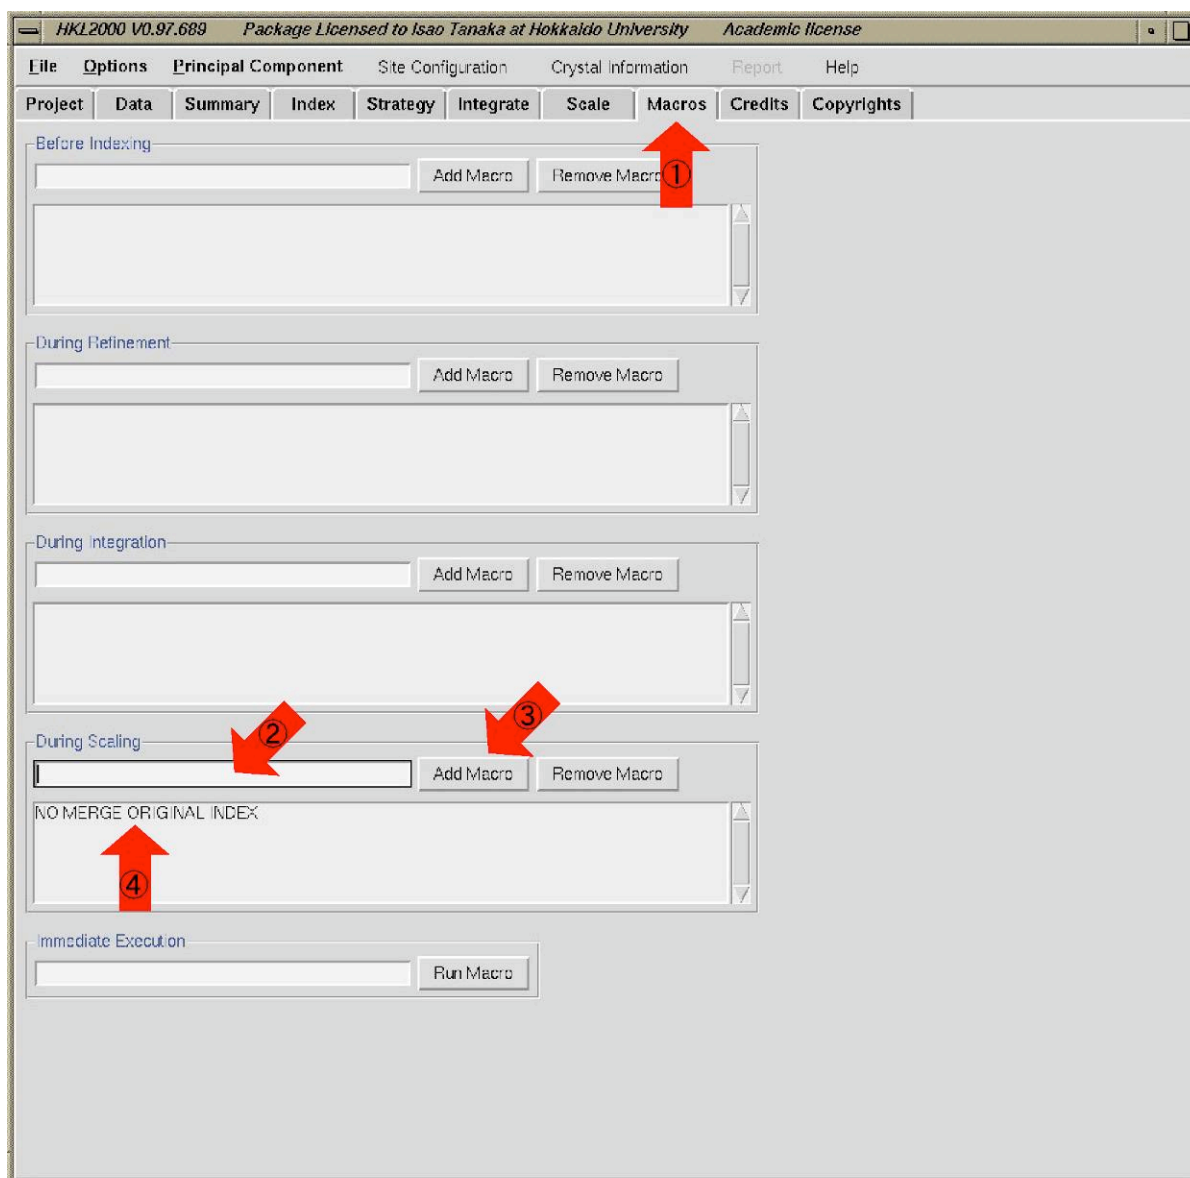 HKL2000 V0.97.689 Package Licensed to Isao Tanaka at Hokkaido University Academic license
File Options Principal Component Site Configuration Crystal Information Report Help
Project Data Summary Index Strategy Integrate Scale Macros Credits Copyrights
①
Before Indexing
Add Macro Remove Macro
During Refinement
Add Macro Remove Macro
During Integration
Add Macro Remove Macro
② ③
During Scaling
Add Macro Remove Macro
NO MERGE ORIGINAL INDEX
④
Immediate Execution
Run Macro